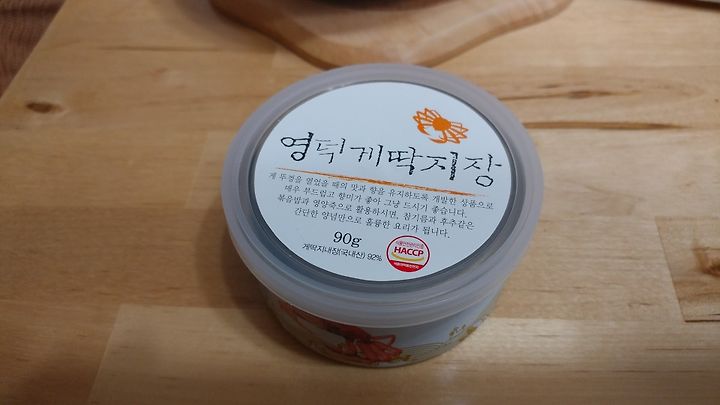 영덕게딱지장
게 뚜껑을 열었을 때의 맛과 향을 유지하도록 개발한 상품으로
매우 부드럽고 향미가 좋아 그냥 드시기 좋습니다.
볶음밥과 영양죽으로 활용하시면, 참기름과 후추같은
간단한 양념만으로 훌륭한 요리가 됩니다.
90g
게딱지내장(국내산) 92%
HACCP